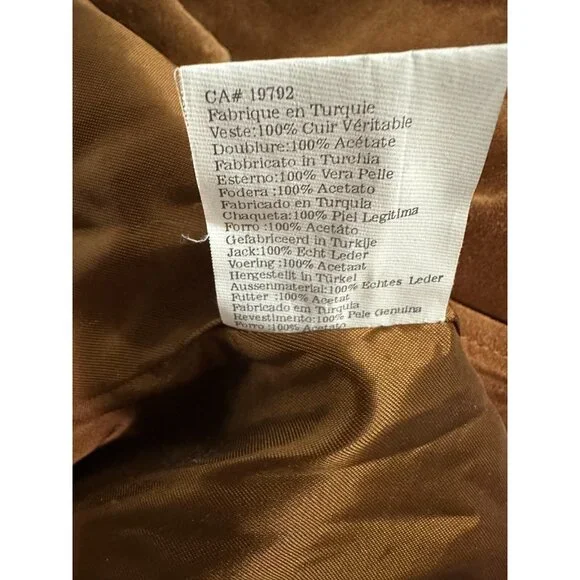 CA# 19792
Fabrique en Turquie
Veste:100% Cuir Véritable
Doublure:100% Acétate
Fabbricato in Turchia
Esterno:100% Vera Pelle
Fodera :100% Acetato
Fabricado en Turquia
Chaqueta:100% Piel Legitima
Forro :100% Acetáto
Gefabriceerd in Turkije
Jack:100% Echt Leder
Voering :100% Acetaat
Hergestellt in Türkei
Aussenmaterial:100% Echtes Leder
Futter :100% Acetat
Fabricado em Turquia
Revestimento:100% Pele Genuina
Forro :100% Acetato